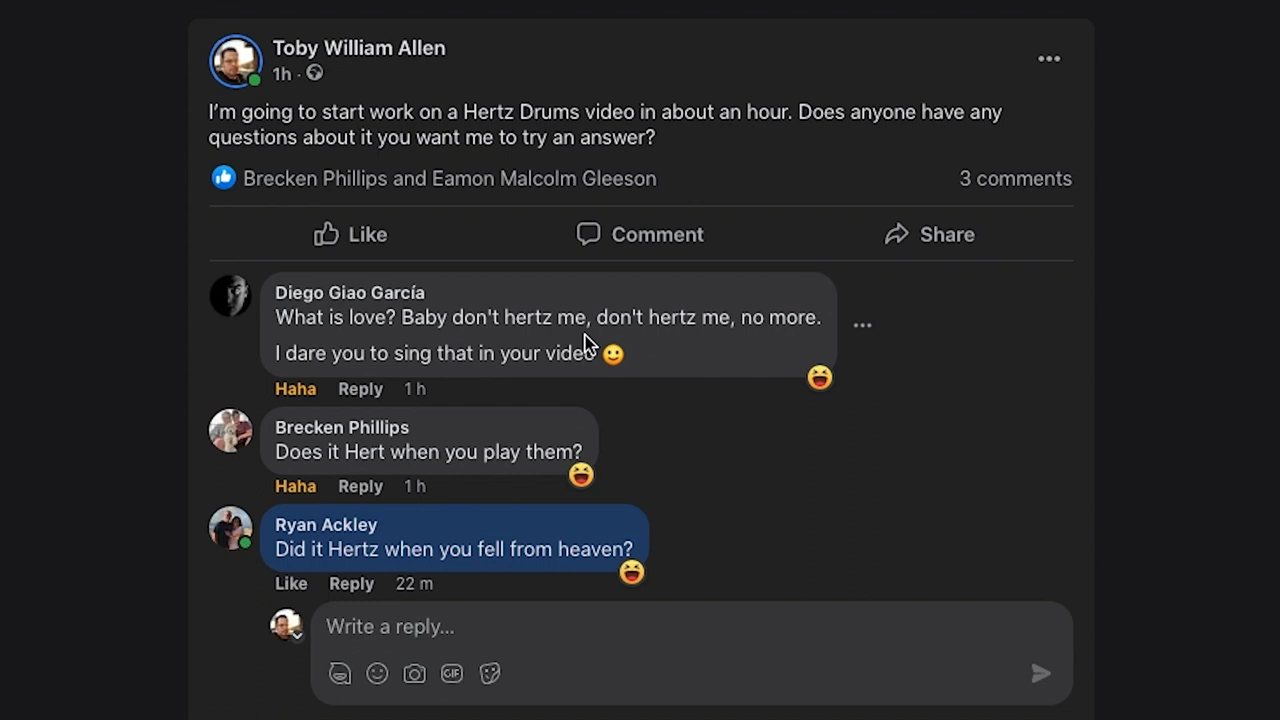 Toby William Allen
1h ·
I'm going to start work on a Hertz Drums video in about an hour. Does anyone have any
questions about it you want me to try an answer?
Brecken Phillips and Eamon Malcolm Gleeson
3 comments
Like
Comment
Share
Diego Giao García
What is love? Baby don't hertz me, don't hertz me, no more.
I dare you to sing that in your video 🙂
Haha Reply 1 h
Brecken Phillips
Does it Hert when you play them?
Haha Reply 1 h
Ryan Ackley
Did it Hertz when you fell from heaven?
Like Reply 22 m
Write a reply...
GIF